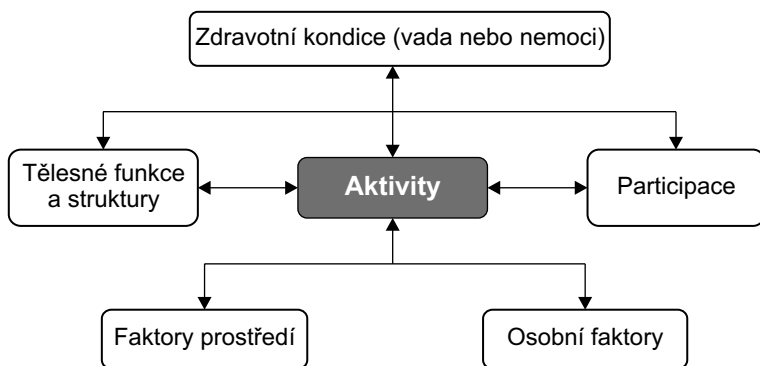 Zdravotní kondice (vada nebo nemoci)
Tělesné funkce
a struktury
Aktivity
Participace
Faktory prostředí
Osobní faktory